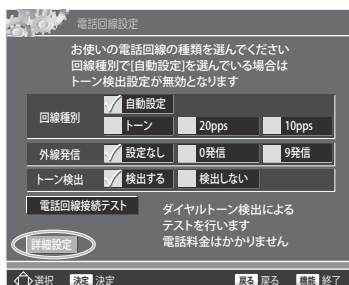 電話回線設定
お使いの電話回線の種類を選んでください
回線種別で[自動設定]を選んでいる場合は
トーン検出設定が無効となります
回線種別 自動設定
トーン 20pps 10pps
外線発信 設定なし 0発信 9発信
トーン検出 検出する 検出しない
電話回線接続テスト
ダイヤルトーン検出による
テストを行います
電話料金はかかりません
詳細設定
選択 決定 決定 戻る 戻る 機能 終了